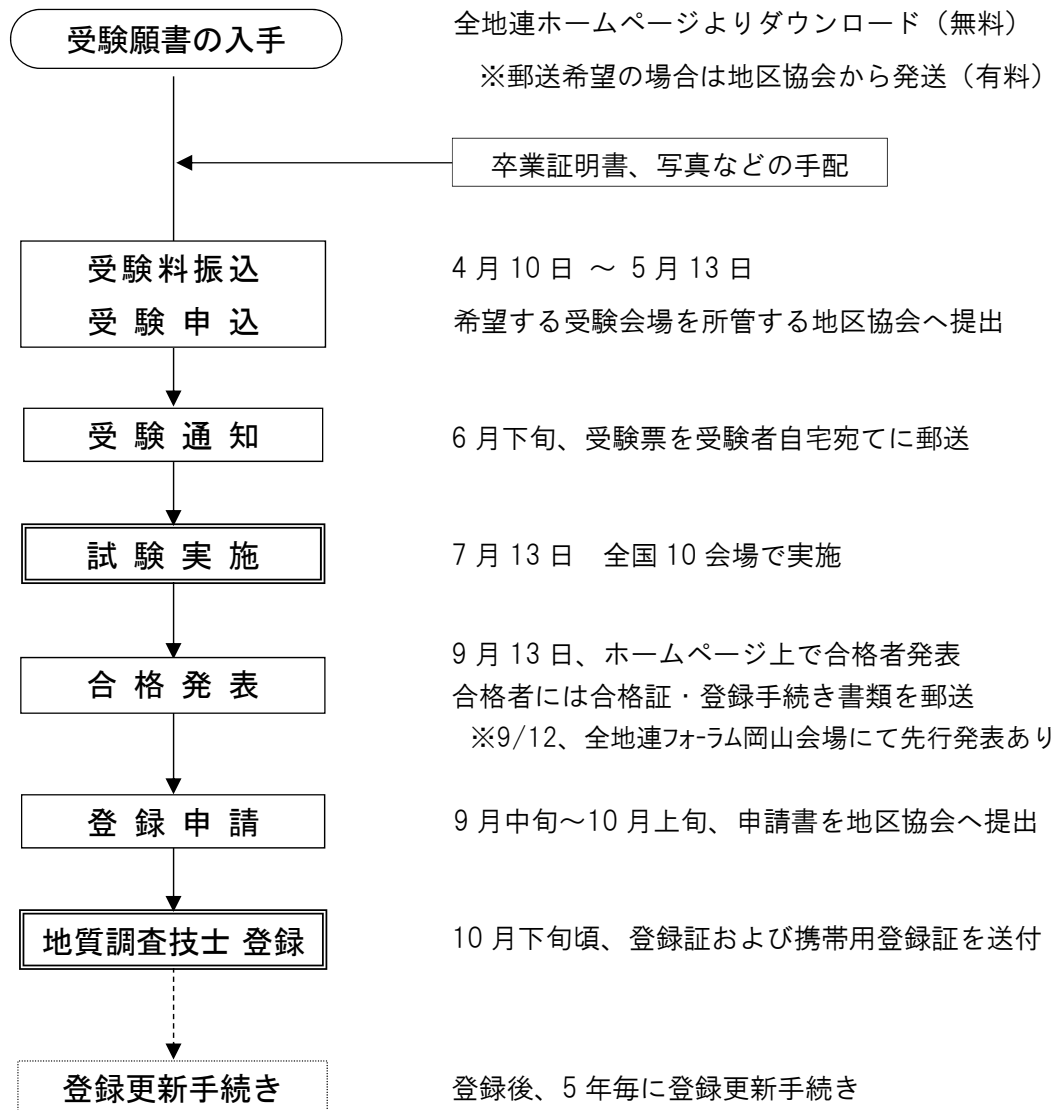 受験願書の入手
全地連ホームページよりダウンロード（無料）
※郵送希望の場合は地区協会から発送（有料）
卒業証明書、写真などの手配
受験料振込
4月10日 ～ 5月13日
受験申込
希望する受験会場を所管する地区協会へ提出
受験通知
6月下旬、受験票を受験者自宅宛てに郵送
試験実施
7月13日　全国10会場で実施
合格発表
9月13日、ホームページ上で合格者発表
合格者には合格証・登録手続き書類を郵送
※9/12、全地連フォーラム岡山会場にて先行発表あり
登録申請
9月中旬～10月上旬、申請書を地区協会へ提出
地質調査技士 登録
10月下旬頃、登録証および携帯用登録証を送付
登録更新手続き
登録後、5年毎に登録更新手続き